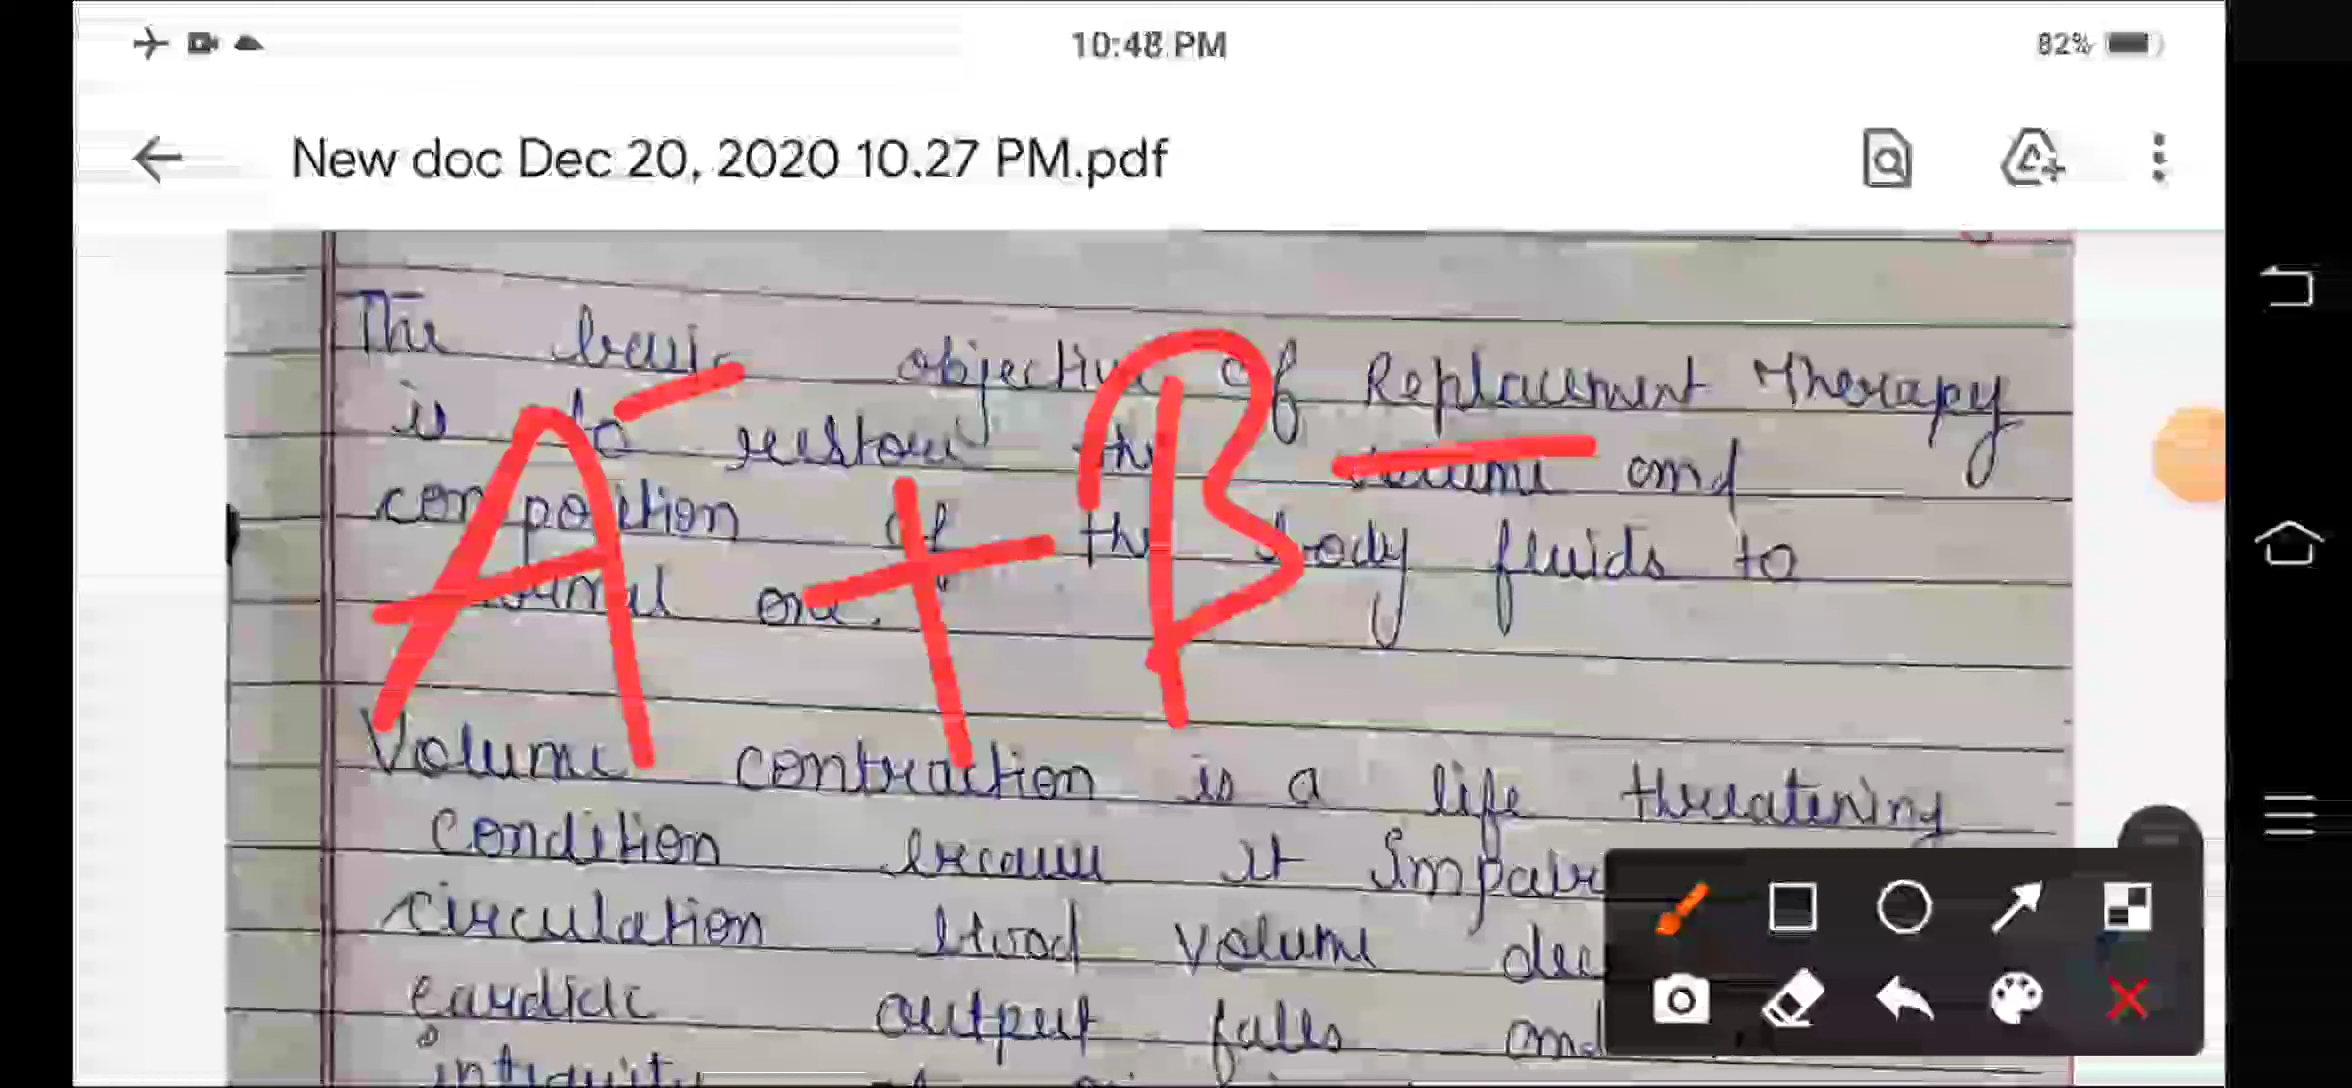 10:48 PM
82%
New doc Dec 20, 2020 10.27 PM.pdf
The basic objective of Replacement therapy
is to restore the volume and
composition of the body fluids to
normal one.
A + B
Volume contraction is a life threatening
condition because it impair
circulation blood volume dec
cardiac output falls and